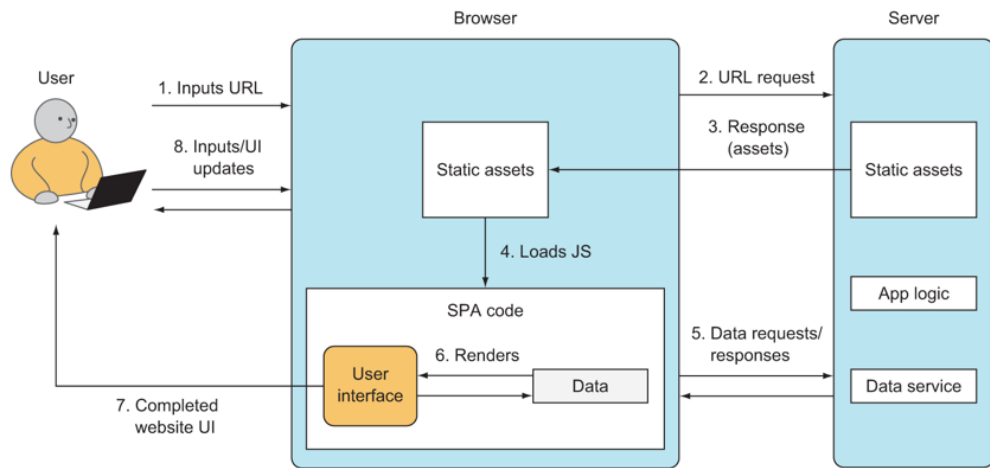 Browser
Server
User
1. Inputs URL
2. URL request
3. Response
(assets)
8. Inputs/UI
updates
Static assets
Static assets
4. Loads JS
App logic
SPA code
5. Data requests/
responses
6. Renders
User
interface
Data
Data service
7. Completed
website UI